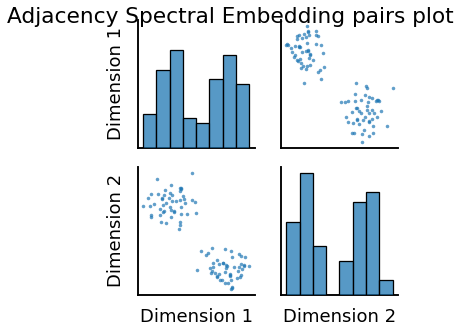 Adjacency Spectral Embedding pairs plot
Dimension 1
Dimension 2
Dimension 1
Dimension 2